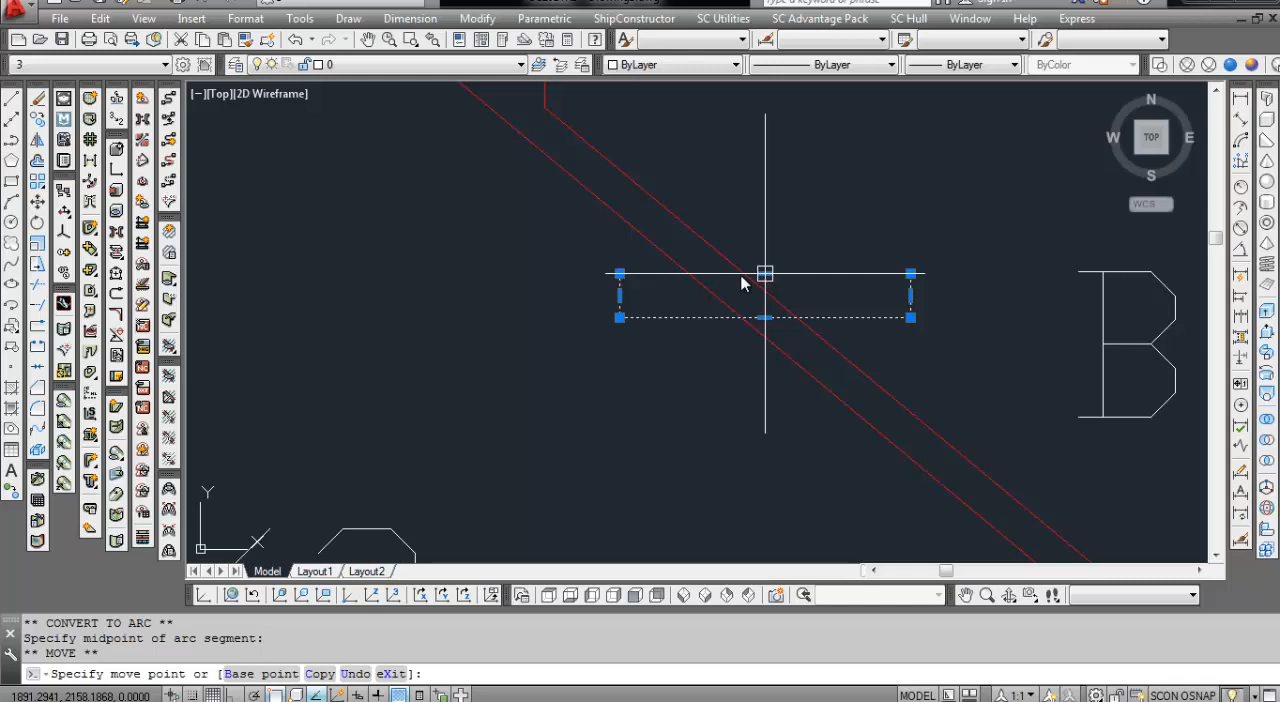 File Edit View Insert Format Tools Draw Dimension Modify Parametric ShipConstructor SC Utilities SC Advantage Pack SC Hull Window Help Express
3 0 ByLayer ByLayer ByLayer ByColor
[−][Top][2D Wireframe]
N
W TOP E
S
WCS
B
Y
X
Model Layout1 Layout2
** CONVERT TO ARC **
Specify midpoint of arc segment:
** MOVE **
Specify move point or [Base point Copy Undo eXit]:
1891.2941, 2158.1868, 0.0000 MODEL 1:1 SCON OSNAP